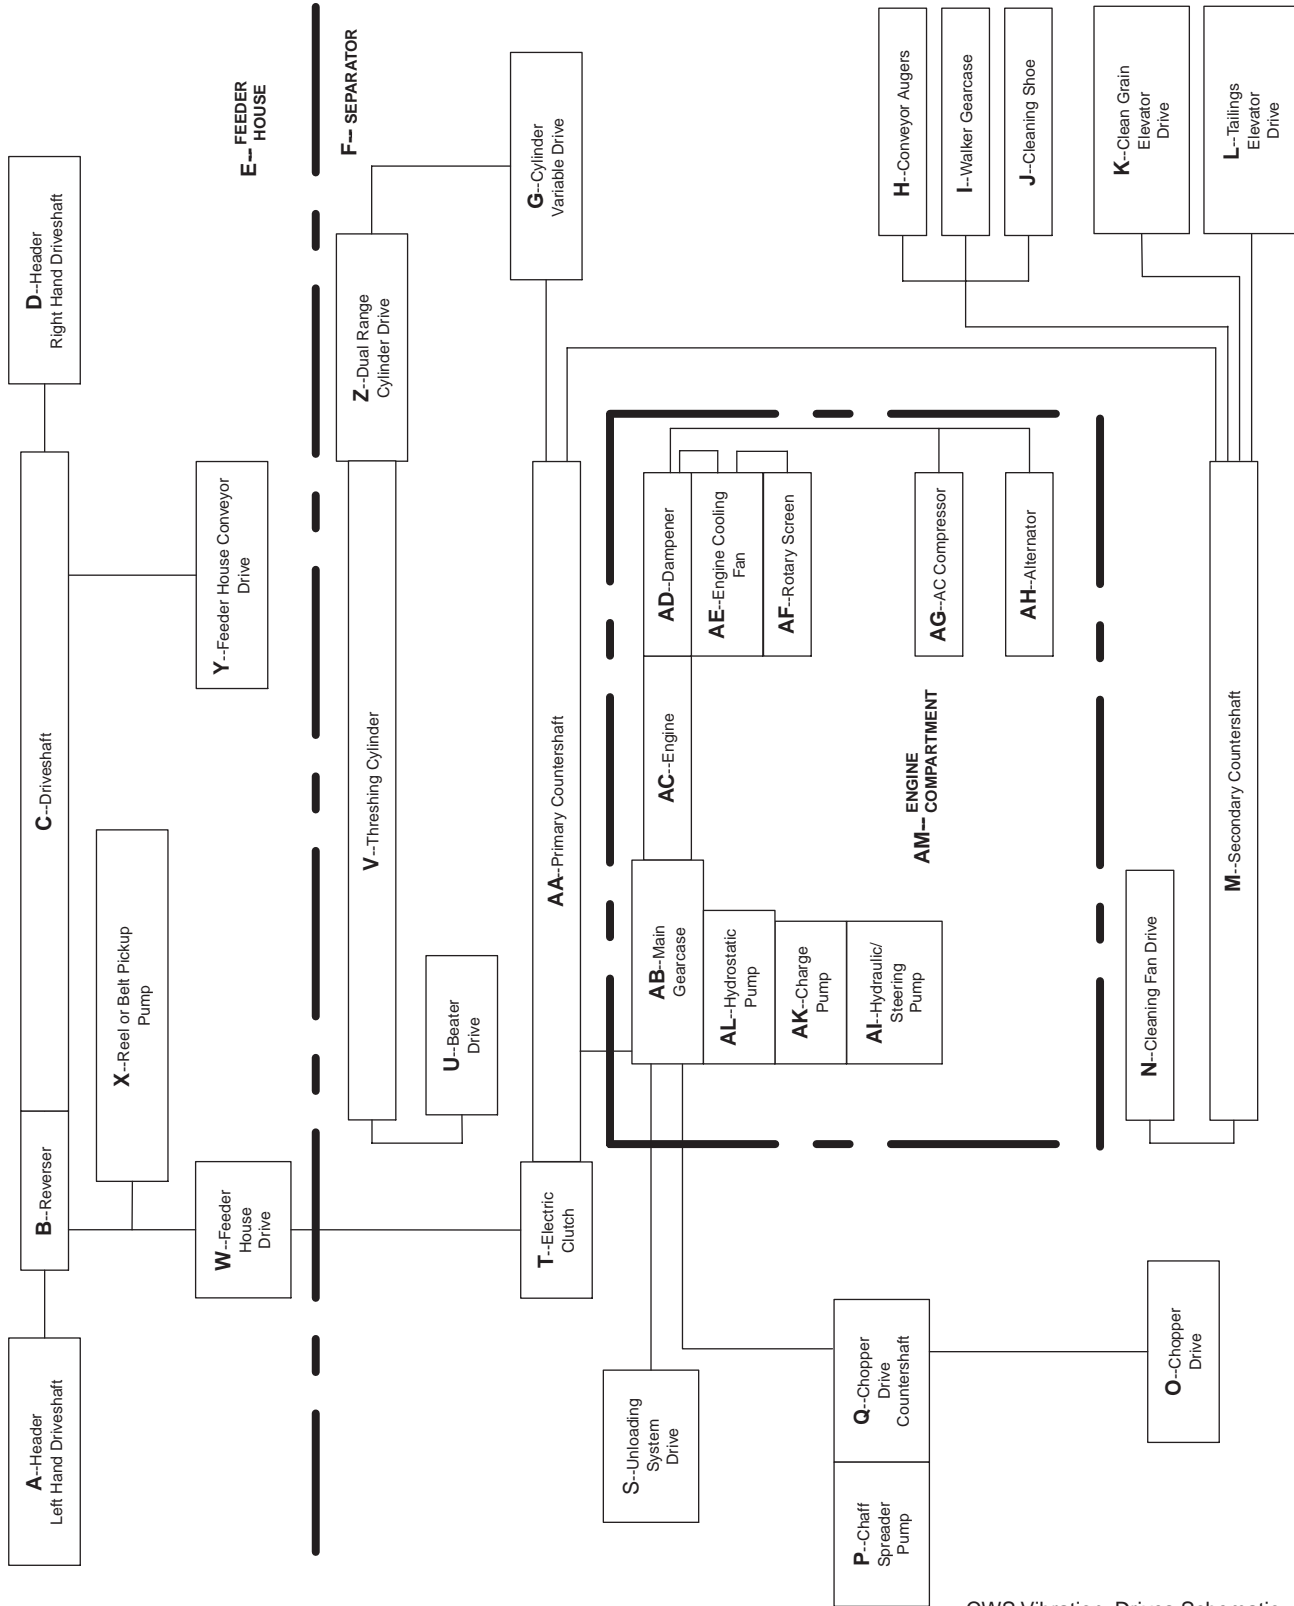 A--Header
Left Hand Driveshaft
B--Reverser
C--Driveshaft
D--Header
Right Hand Driveshaft
X--Reel or Belt Pickup
Pump
W--Feeder
House
Drive
Y--Feeder House Conveyor
Drive
E-- FEEDER
HOUSE
F-- SEPARATOR
V--Threshing Cylinder
Z--Dual Range
Cylinder Drive
U--Beater
Drive
G--Cylinder
Variable Drive
T--Electric
Clutch
AA--Primary Countershaft
S--Unloading
System
Drive
AB--Main
Gearcase
AC--Engine
AD--Dampener
AL--Hydrostatic
Pump
AE--Engine Cooling
Fan
AK--Charge
Pump
AF--Rotary Screen
AI--Hydraulic/
Steering
Pump
AM-- ENGINE
COMPARTMENT
AG--AC Compressor
AH--Alternator
P--Chaff
Spreader
Pump
Q--Chopper
Drive
Countershaft
H--Conveyor Augers
I--Walker Gearcase
J--Cleaning Shoe
O--Chopper
Drive
N--Cleaning Fan Drive
K--Clean Grain
Elevator
Drive
M--Secondary Countershaft
L--Tailings
Elevator
Drive